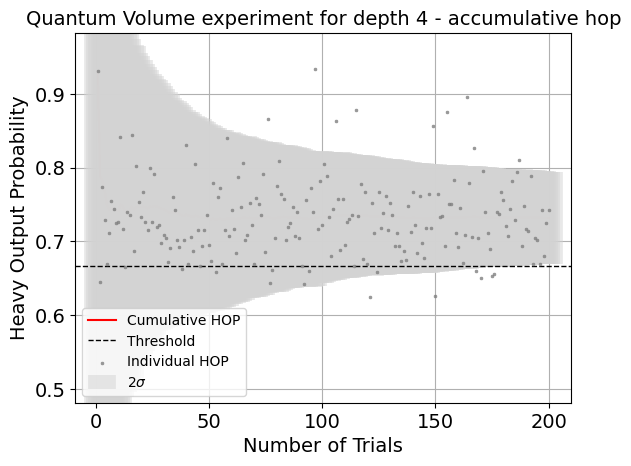 Quantum Volume experiment for depth 4 - accumulative hop
Heavy Output Probability
0.9
0.8
0.7
0.6
0.5
Cumulative HOP
Threshold
Individual HOP
2σ
0 50 100 150 200
Number of Trials